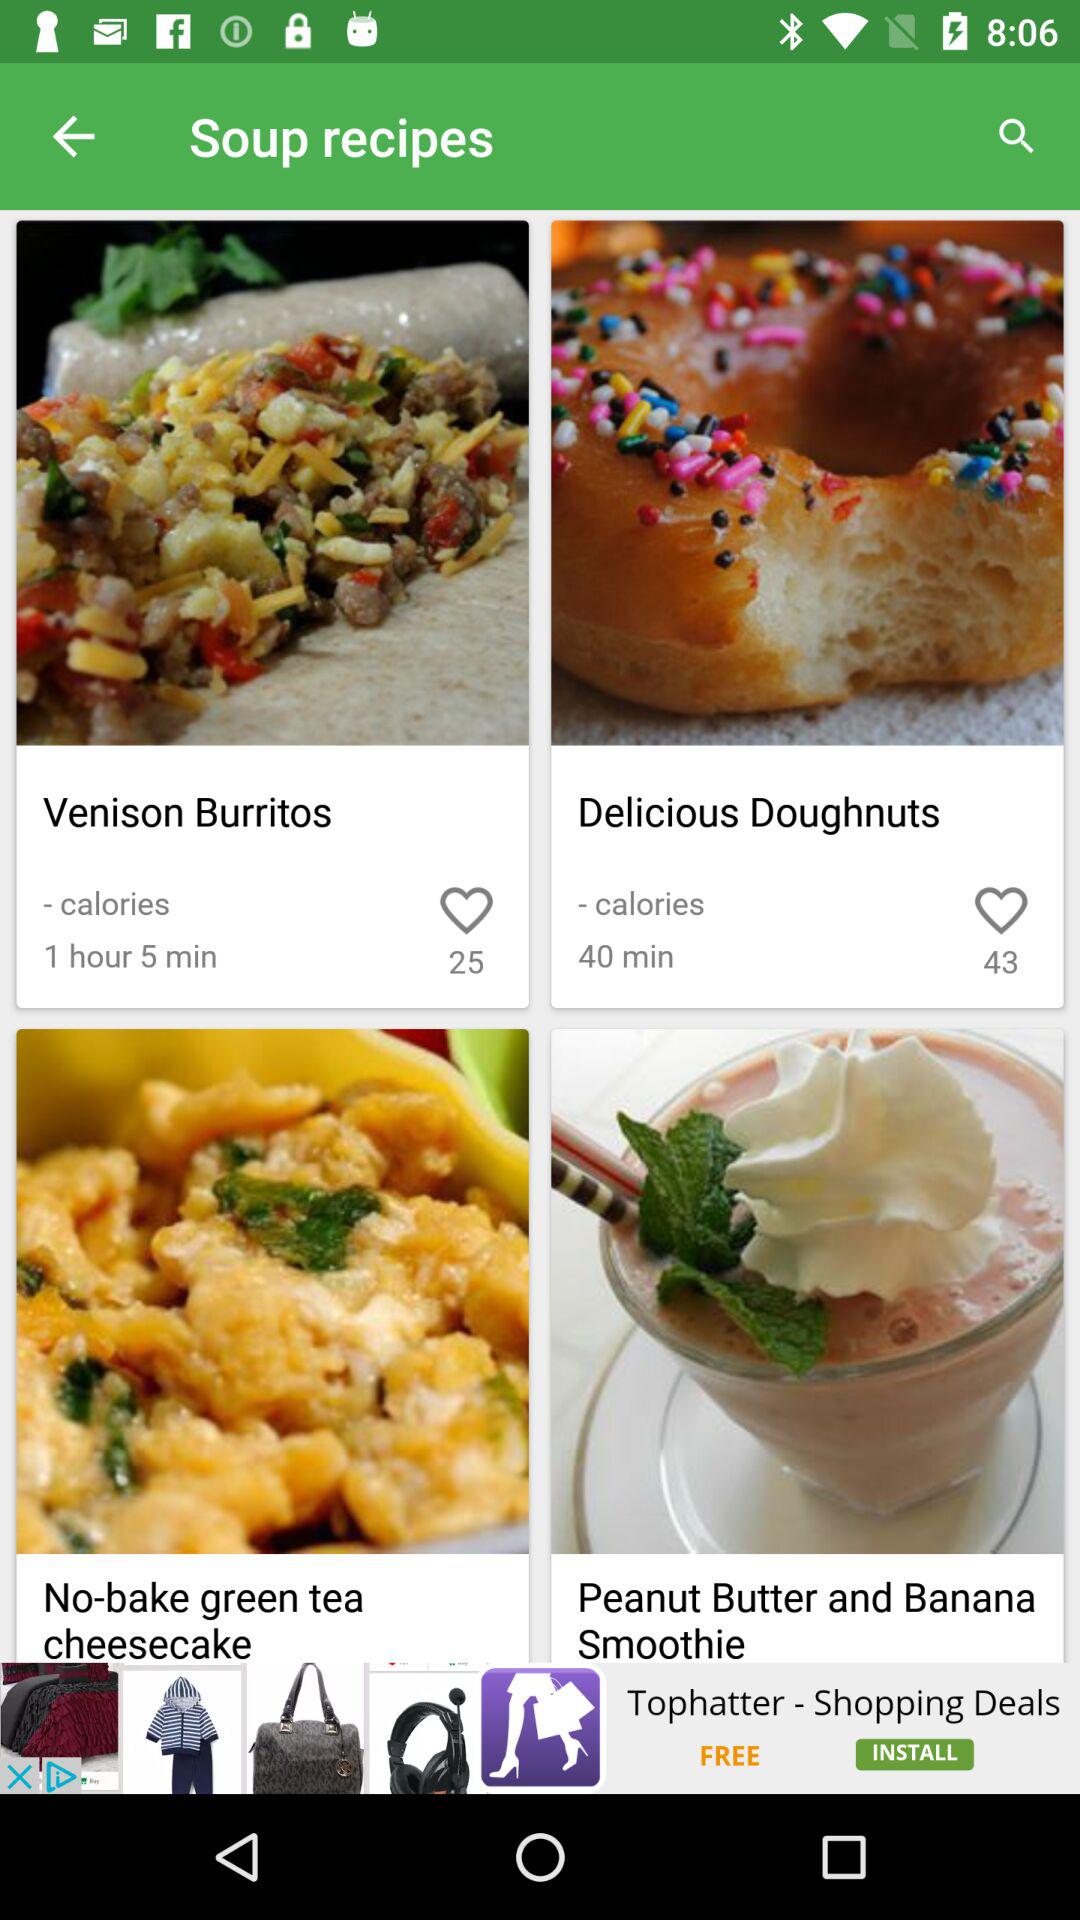 8:06
Soup recipes
Venison Burritos
- calories
1 hour 5 min
25
Delicious Doughnuts
- calories
40 min
43
No-bake green tea
cheesecake
Peanut Butter and Banana
Smoothie
Buy
Tophatter - Shopping Deals
FREE
INSTALL